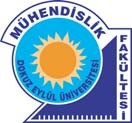 MÜHENDİSLİK
DOKUZ EYLÜL ÜNİVERSİTESİ
FAKÜLTESİ